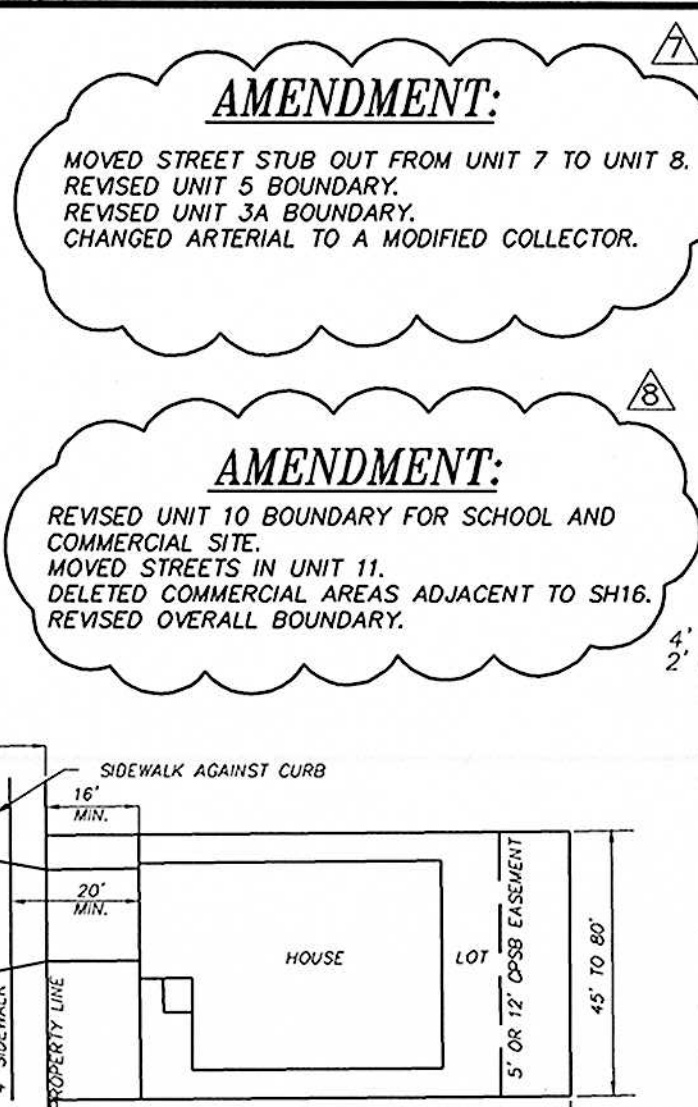 7
AMENDMENT:
MOVED STREET STUB OUT FROM UNIT 7 TO UNIT 8.
REVISED UNIT 5 BOUNDARY.
REVISED UNIT 3A BOUNDARY.
CHANGED ARTERIAL TO A MODIFIED COLLECTOR.
8
AMENDMENT:
REVISED UNIT 10 BOUNDARY FOR SCHOOL AND
COMMERCIAL SITE.
MOVED STREETS IN UNIT 11.
DELETED COMMERCIAL AREAS ADJACENT TO SH16.
REVISED OVERALL BOUNDARY.
4'
2'
SIDEWALK AGAINST CURB
16'
MIN.
20'
MIN.
HOUSE
LOT
5' OR 12' CPSB EASEMENT
45' TO 80'
SIDEWALK
PROPERTY LINE